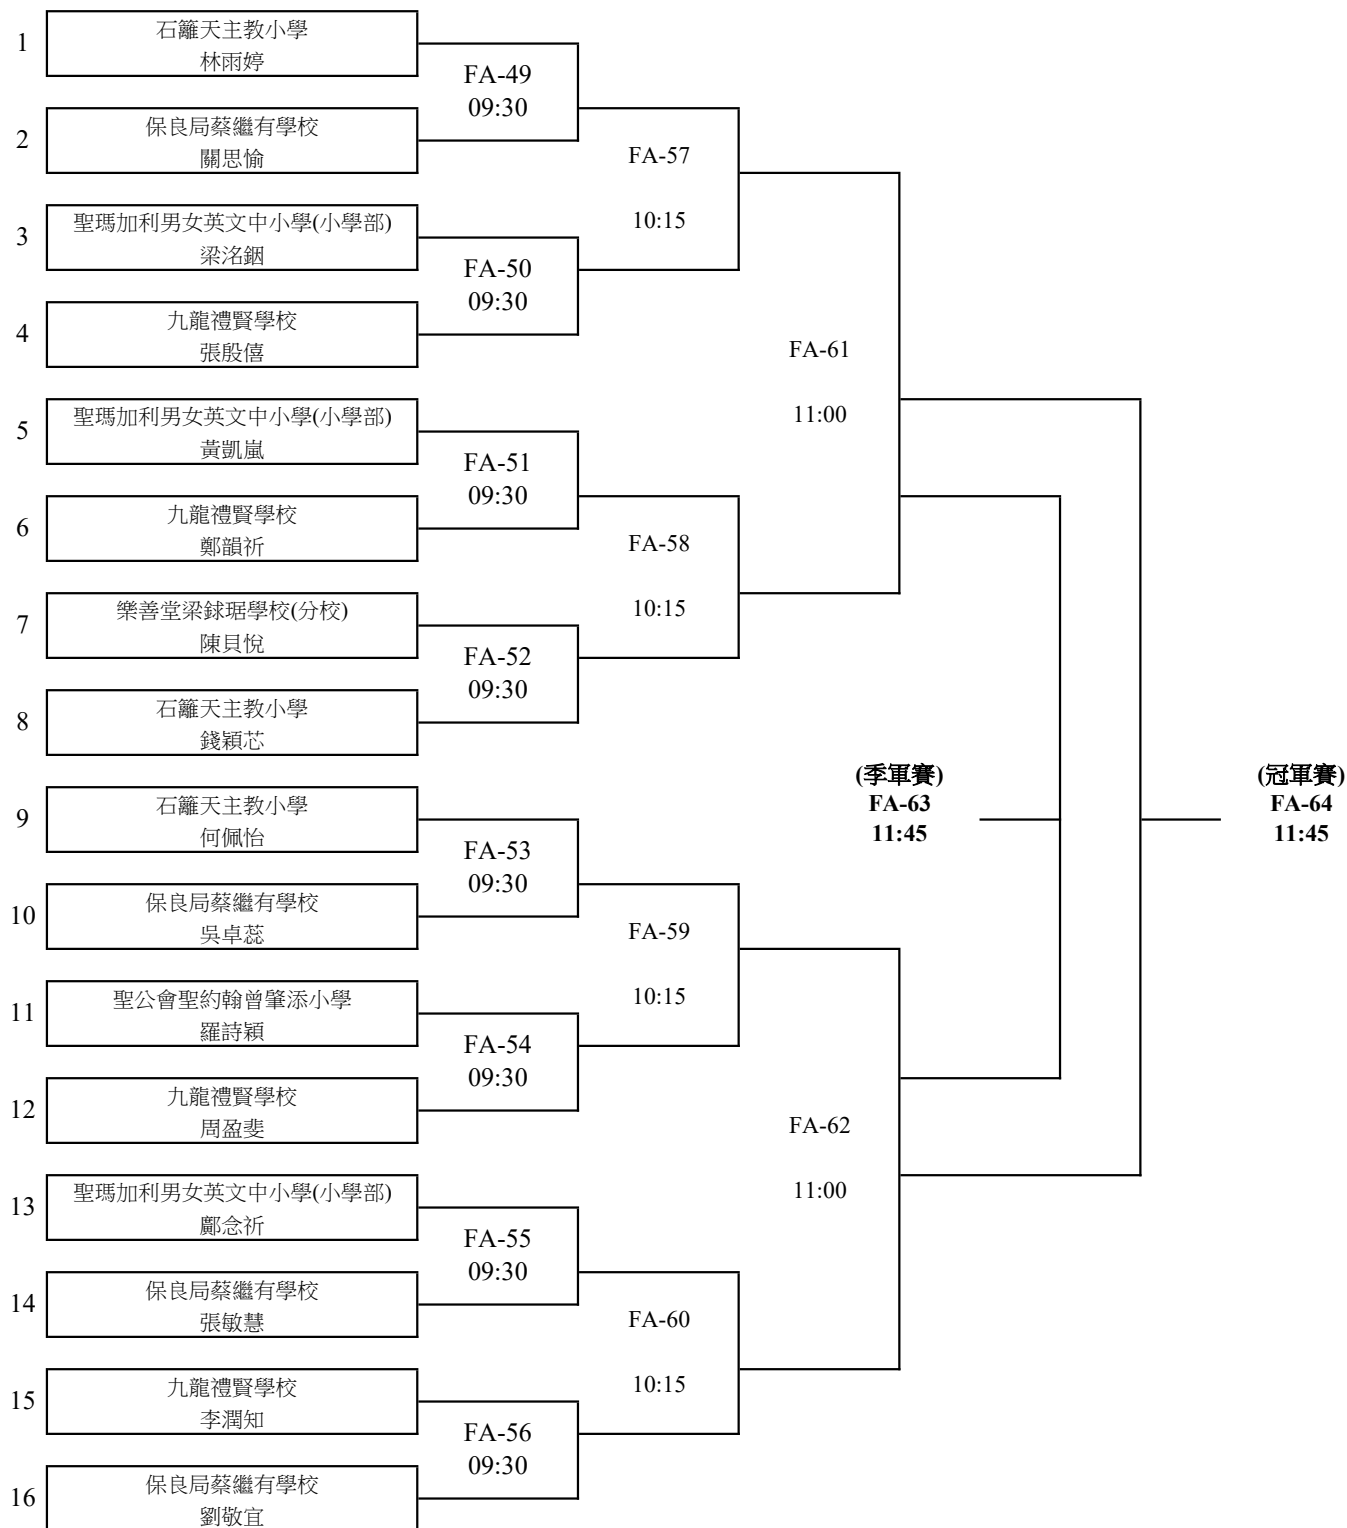 1
石籬天主教小學
林雨婷
FA-49
09:30
2
保良局蔡繼有學校
關思愉
FA-57
10:15
3
聖瑪加利男女英文中小學(小學部)
梁洺銦
FA-50
09:30
4
九龍禮賢學校
張殷僖
FA-61
11:00
5
聖瑪加利男女英文中小學(小學部)
黃凱嵐
FA-51
09:30
6
九龍禮賢學校
鄭韻祈
FA-58
10:15
7
樂善堂梁銶琚學校(分校)
陳貝悅
FA-52
09:30
8
石籬天主教小學
錢穎芯
(季軍賽)
FA-63
11:45
(冠軍賽)
FA-64
11:45
9
石籬天主教小學
何佩怡
FA-53
09:30
10
保良局蔡繼有學校
吳卓蕊
FA-59
10:15
11
聖公會聖約翰曾肇添小學
羅詩穎
FA-54
09:30
12
九龍禮賢學校
周盈斐
FA-62
11:00
13
聖瑪加利男女英文中小學(小學部)
鄺念祈
FA-55
09:30
14
保良局蔡繼有學校
張敏慧
FA-60
10:15
15
九龍禮賢學校
李潤知
FA-56
09:30
16
保良局蔡繼有學校
劉敬宜